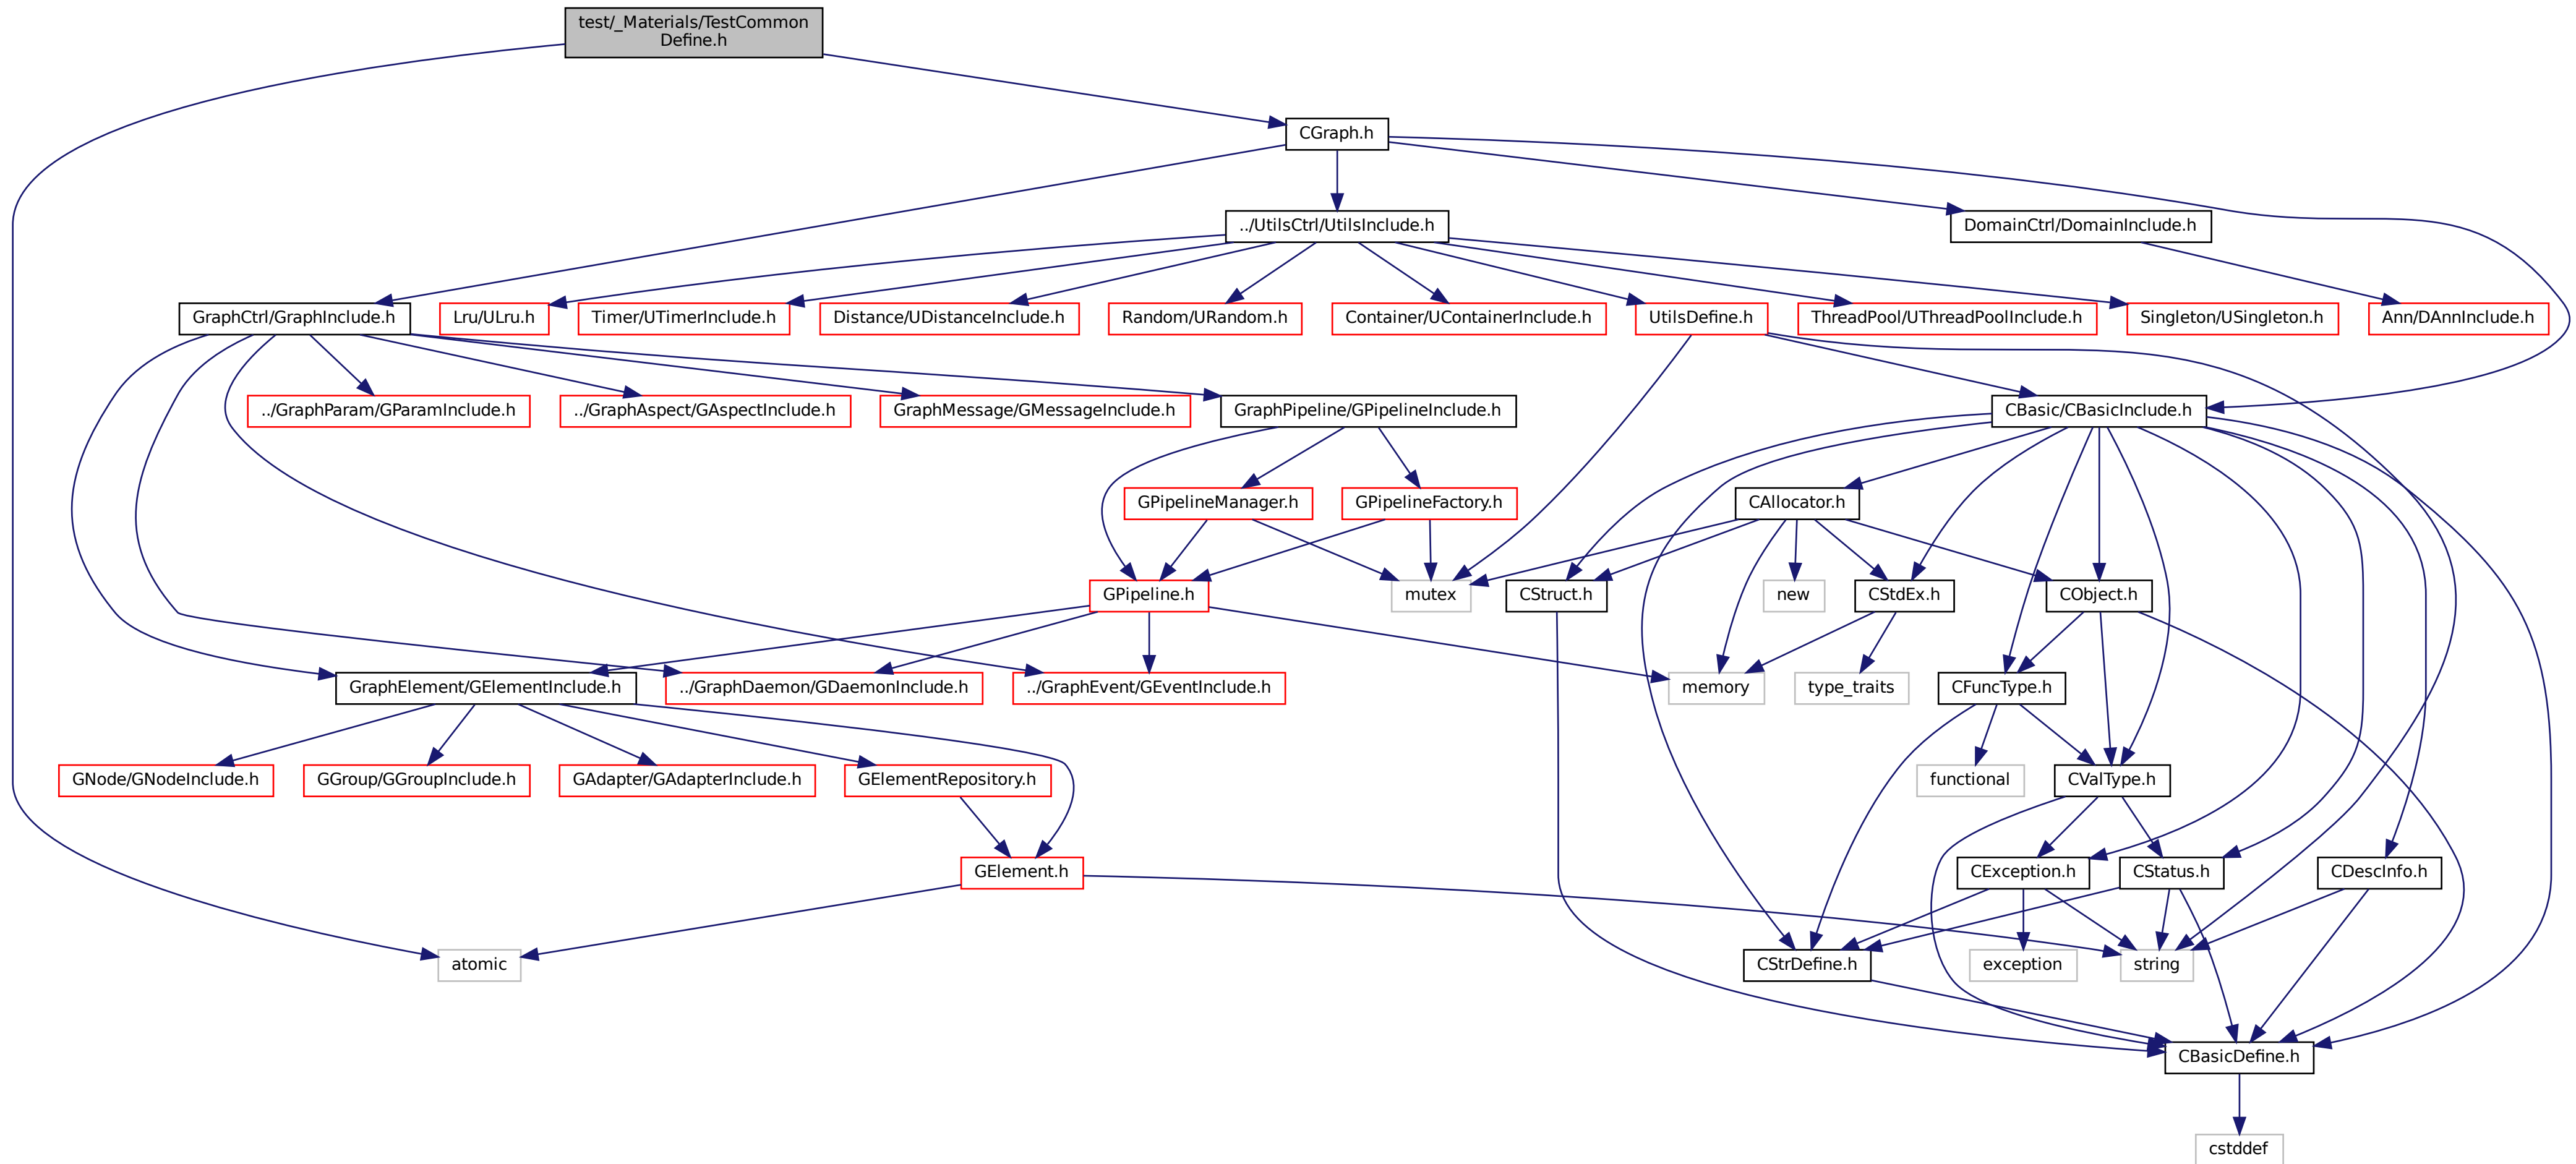 test/_Materials/TestCommon
Define.h
CGraph.h
../UtilsCtrl/UtilsInclude.h
DomainCtrl/DomainInclude.h
GraphCtrl/GraphInclude.h
Lru/ULru.h
Timer/UTimerInclude.h
Distance/UDistanceInclude.h
Random/URandom.h
Container/UContainerInclude.h
UtilsDefine.h
ThreadPool/UThreadPoolInclude.h
Singleton/USingleton.h
Ann/DAnnInclude.h
../GraphParam/GParamInclude.h
../GraphAspect/GAspectInclude.h
GraphMessage/GMessageInclude.h
GraphPipeline/GPipelineInclude.h
CBasic/CBasicInclude.h
GPipelineManager.h
GPipelineFactory.h
CAllocator.h
GPipeline.h
mutex
CStruct.h
new
CStdEx.h
CObject.h
GraphElement/GElementInclude.h
../GraphDaemon/GDaemonInclude.h
../GraphEvent/GEventInclude.h
memory
type_traits
CFuncType.h
GNode/GNodeInclude.h
GGroup/GGroupInclude.h
GAdapter/GAdapterInclude.h
GElementRepository.h
functional
CValType.h
GElement.h
CException.h
CStatus.h
CDescInfo.h
atomic
CStrDefine.h
exception
string
CBasicDefine.h
cstddef